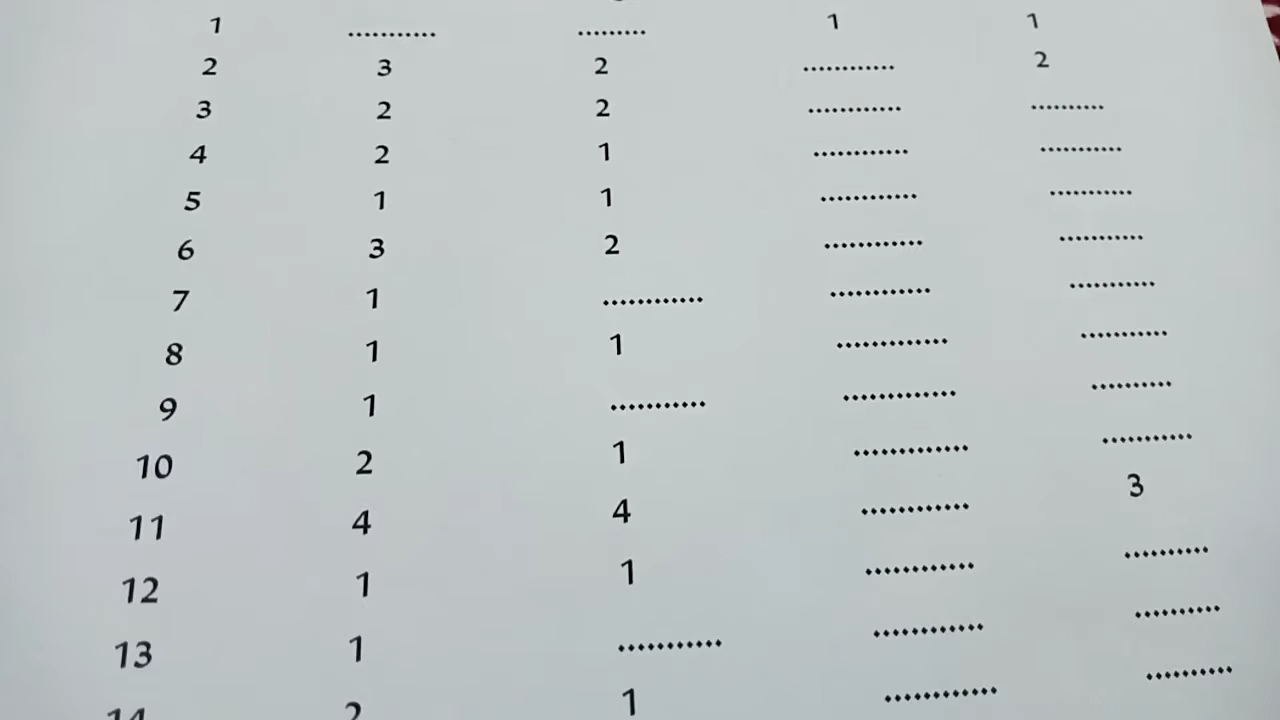 1 ........... ......... 1 1
2 3 2 ............ 2
3 2 2 ............ ..........
4 2 1 ............ ...........
5 1 1 ............ ...........
6 3 2 ............ ...........
7 1 ............ ............ ...........
8 1 1 ............ ...........
9 1 ............ ............ ...........
10 2 1 ............ ...........
11 4 4 ............ 3
12 1 1 ............ ..........
13 1 ............ ............ ...........
14 2 1 ............ ...........